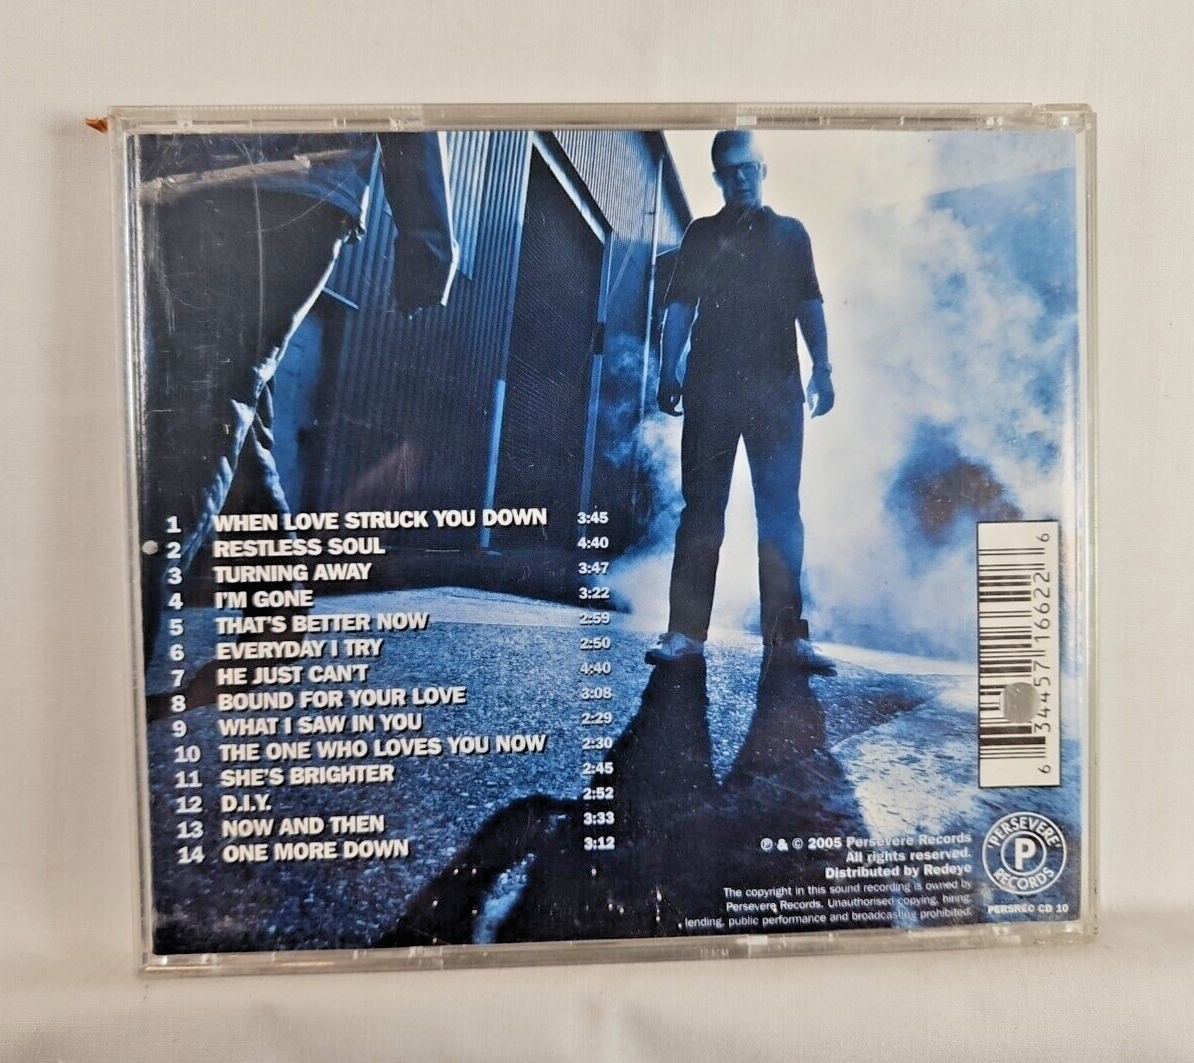 1 WHEN LOVE STRUCK YOU DOWN 3:45
2 RESTLESS SOUL 4:40
3 TURNING AWAY 3:47
4 I'M GONE 3:22
5 THAT'S BETTER NOW 2:59
6 EVERYDAY I TRY 2:50
7 HE JUST CAN'T 4:40
8 BOUND FOR YOUR LOVE 3:08
9 WHAT I SAW IN YOU 2:29
10 THE ONE WHO LOVES YOU NOW 2:30
11 SHE'S BRIGHTER 2:45
12 D.I.Y. 2:52
13 NOW AND THEN 3:33
14 ONE MORE DOWN 3:12
6 34457 16622 6
℗ & © 2005 Persevere Records
All rights reserved.
Distributed by Redeye
The copyright in this sound recording is owned by
Persevere Records. Unauthorised copying, hiring,
lending, public performance and broadcasting prohibited.
'PERSEVERE'
P
RECORDS
PERSREC CD 10